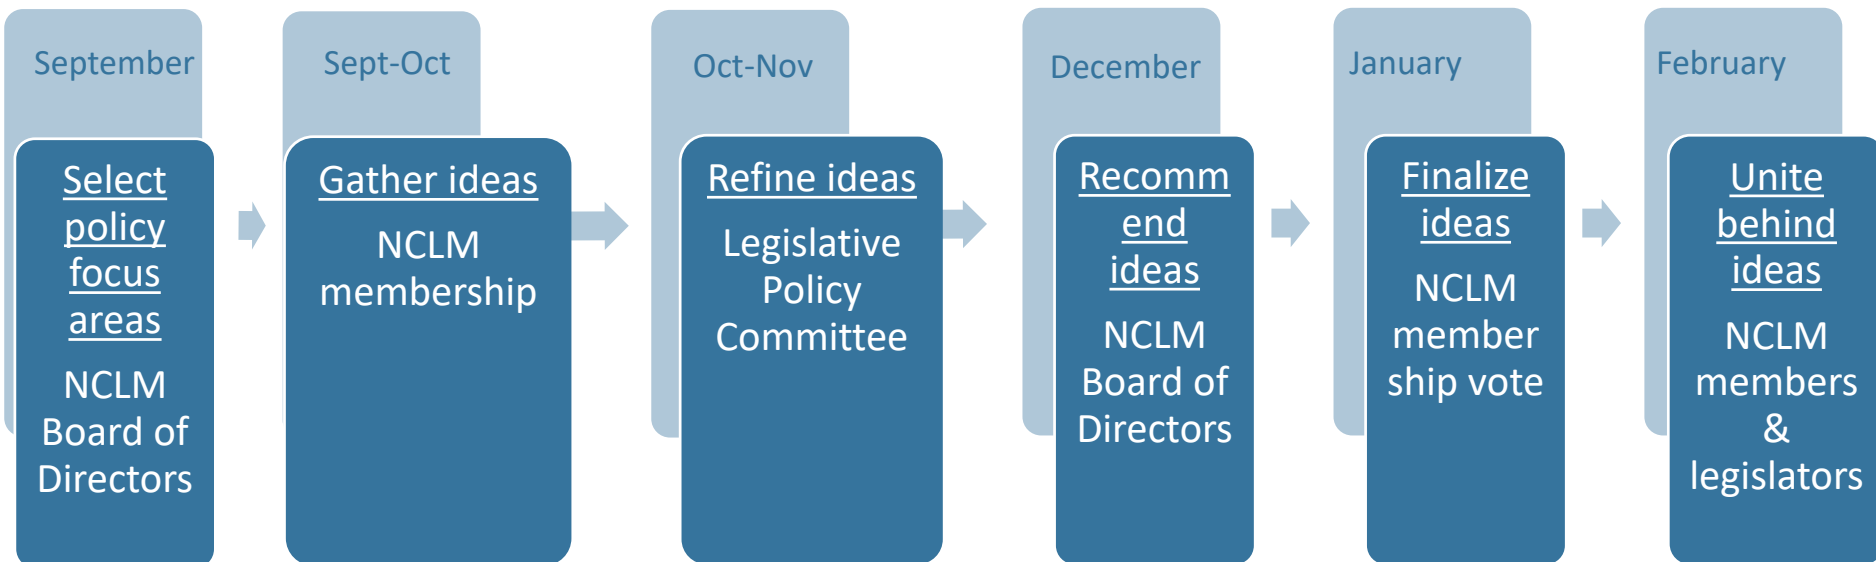 September
Select
policy
focus
areas
NCLM
Board of
Directors
Sept-Oct
Gather ideas
NCLM
membership
Oct-Nov
Refine ideas
Legislative
Policy
Committee
December
Recomm
end
ideas
NCLM
Board of
Directors
January
Finalize
ideas
NCLM
member
ship vote
February
Unite
behind
ideas
NCLM
members
&
legislators